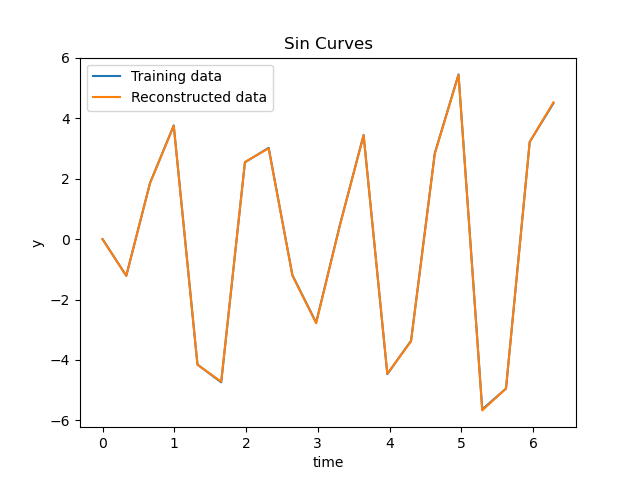 Sin Curves
Training data
Reconstructed data
6
4
2
0
−2
−4
−6
y
0 1 2 3 4 5 6
time